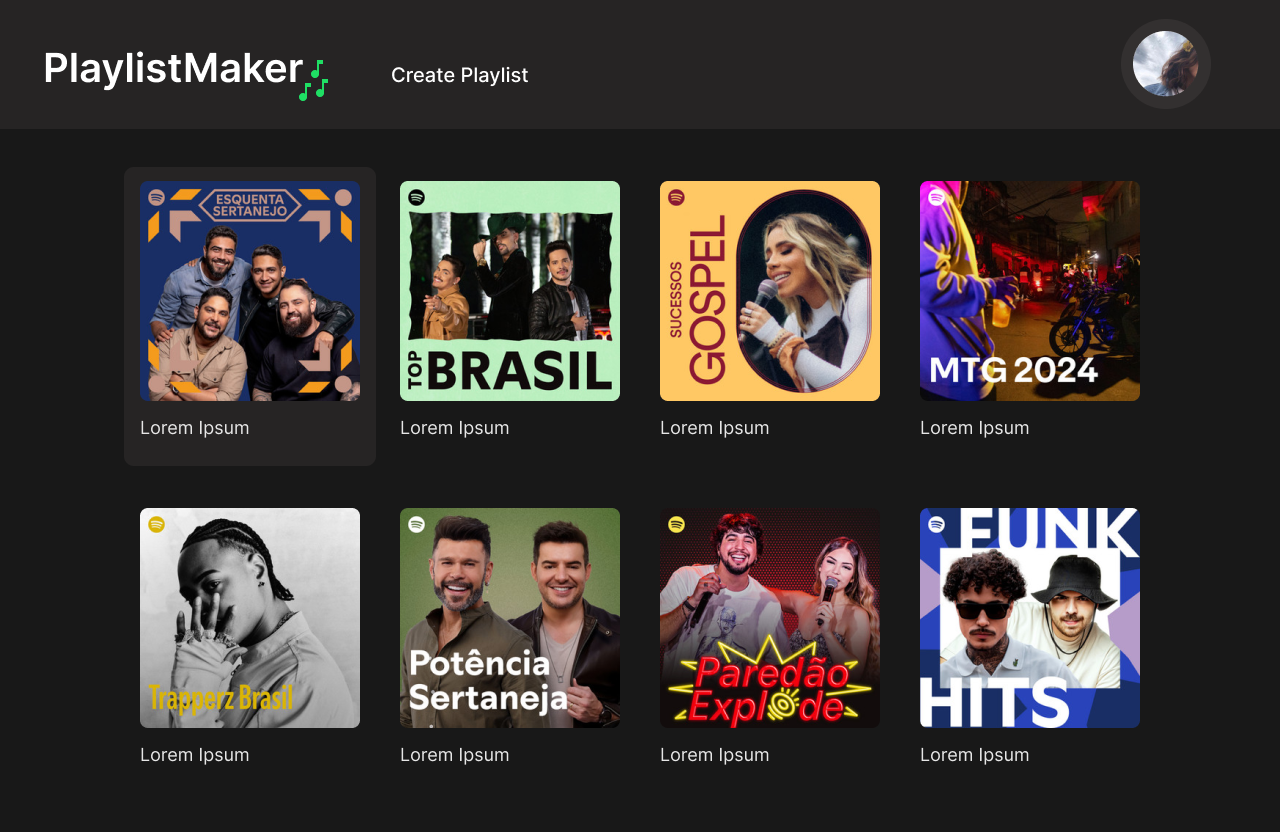 PlaylistMaker
Create Playlist
ESQUENTA
SERTANEJO
TOP
BRASIL
SUCESSOS
GOSPEL
MTG 2024
Lorem Ipsum
Lorem Ipsum
Lorem Ipsum
Lorem Ipsum
Trapperz Brasil
Potência
Sertaneja
Paredão
Explode
FUNK
HITS
Lorem Ipsum
Lorem Ipsum
Lorem Ipsum
Lorem Ipsum